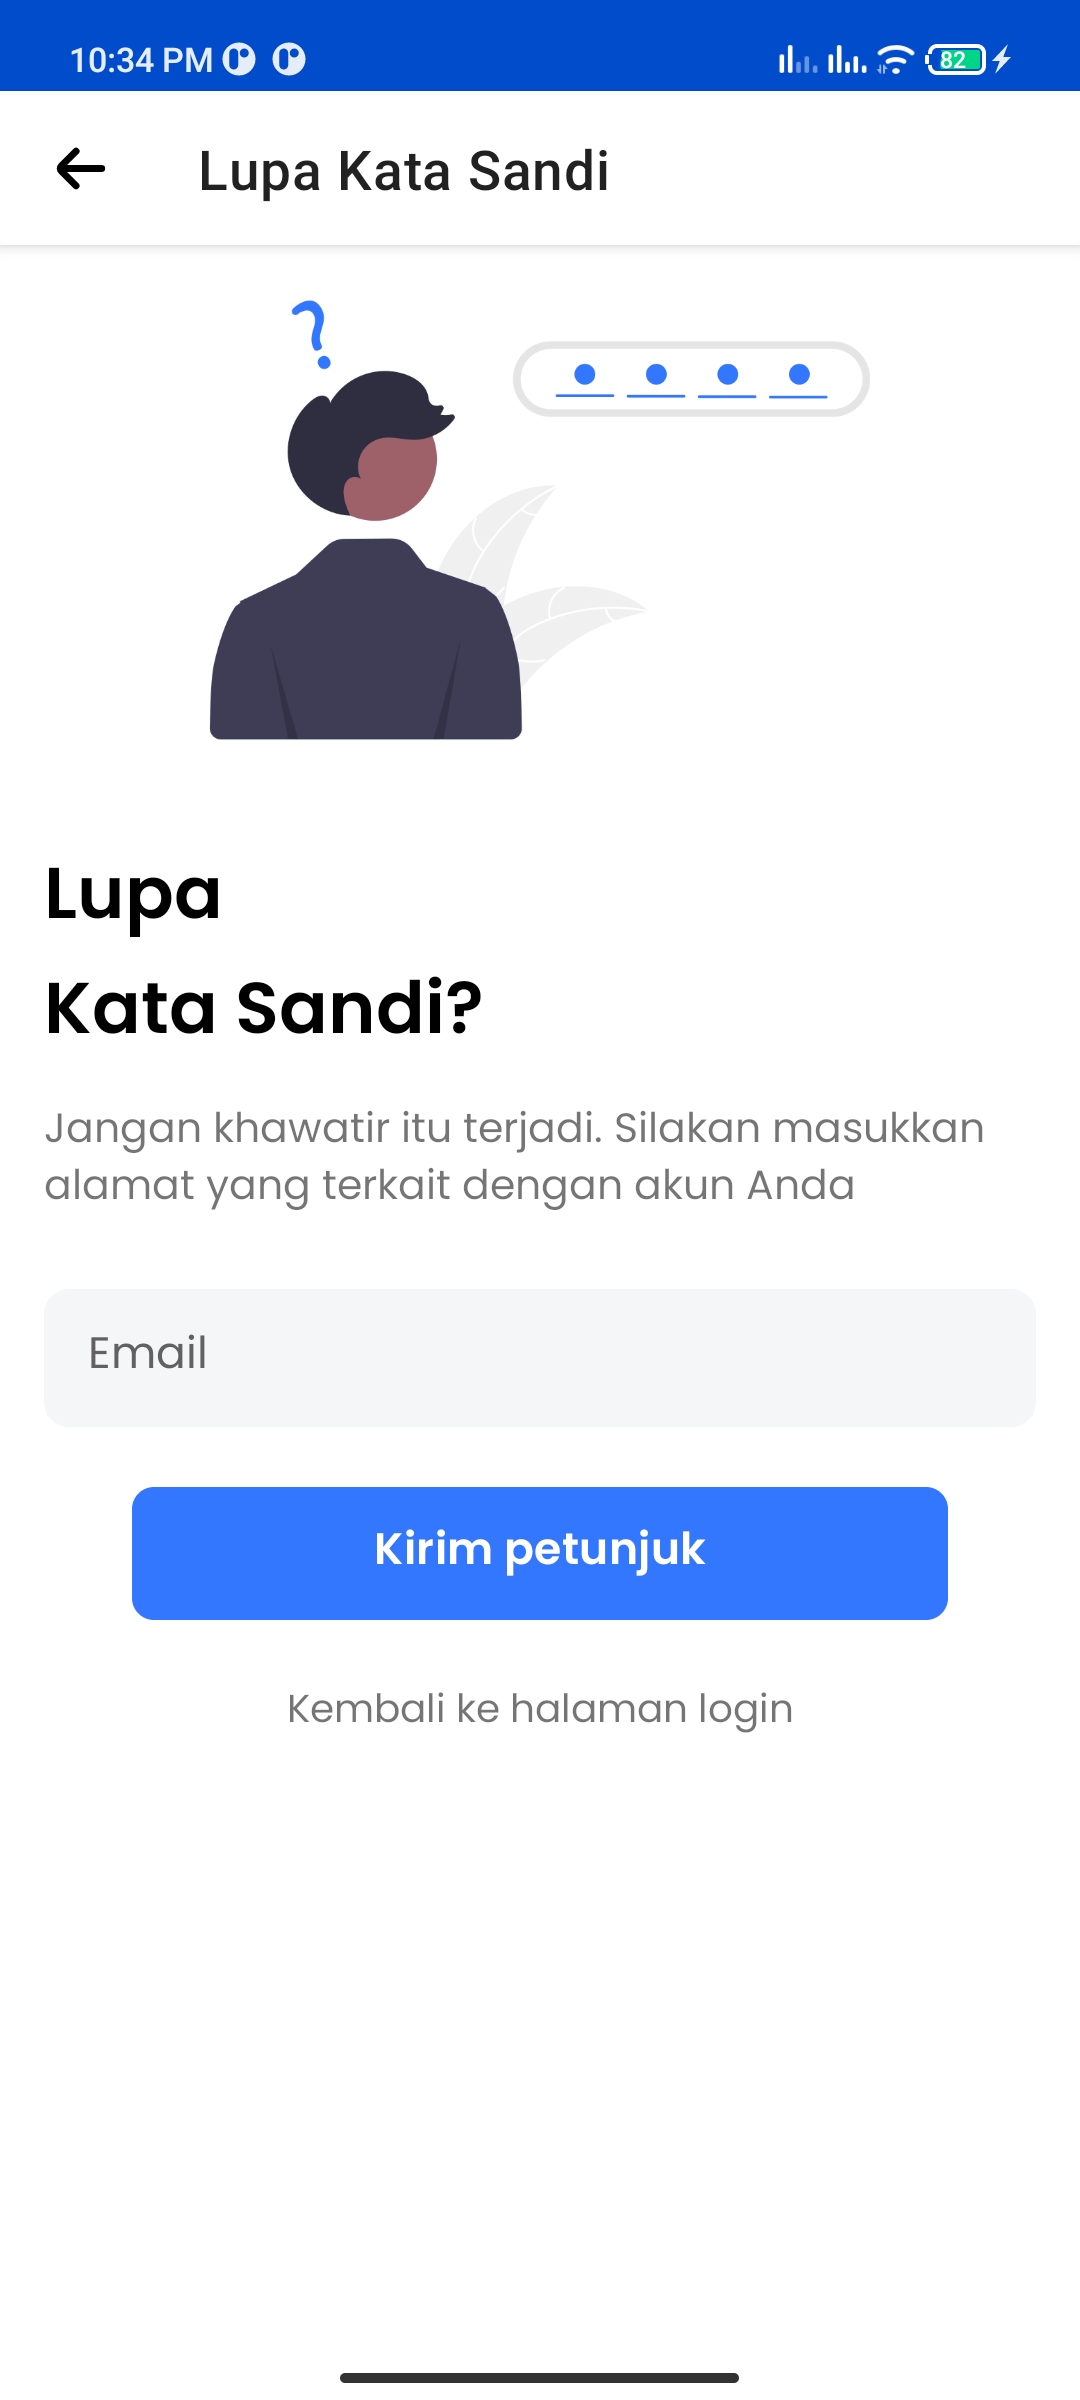 10:34 PM
82
Lupa Kata Sandi
Lupa
Kata Sandi?
Jangan khawatir itu terjadi. Silakan masukkan
alamat yang terkait dengan akun Anda
Email
Kirim petunjuk
Kembali ke halaman login